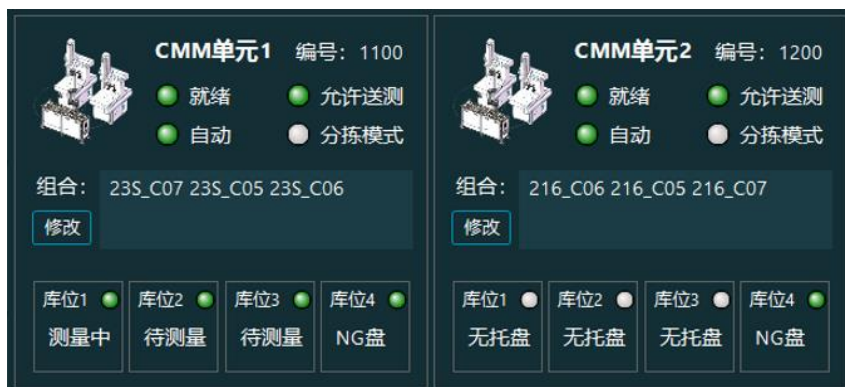 CMM单元1 编号：1100
就绪 允许送测
自动 分拣模式
组合： 23S_C07 23S_C05 23S_C06
修改
库位1 库位2 库位3 库位4
测量中 待测量 待测量 NG盘
CMM单元2 编号：1200
就绪 允许送测
自动 分拣模式
组合： 216_C06 216_C05 216_C07
修改
库位1 库位2 库位3 库位4
无托盘 无托盘 无托盘 NG盘